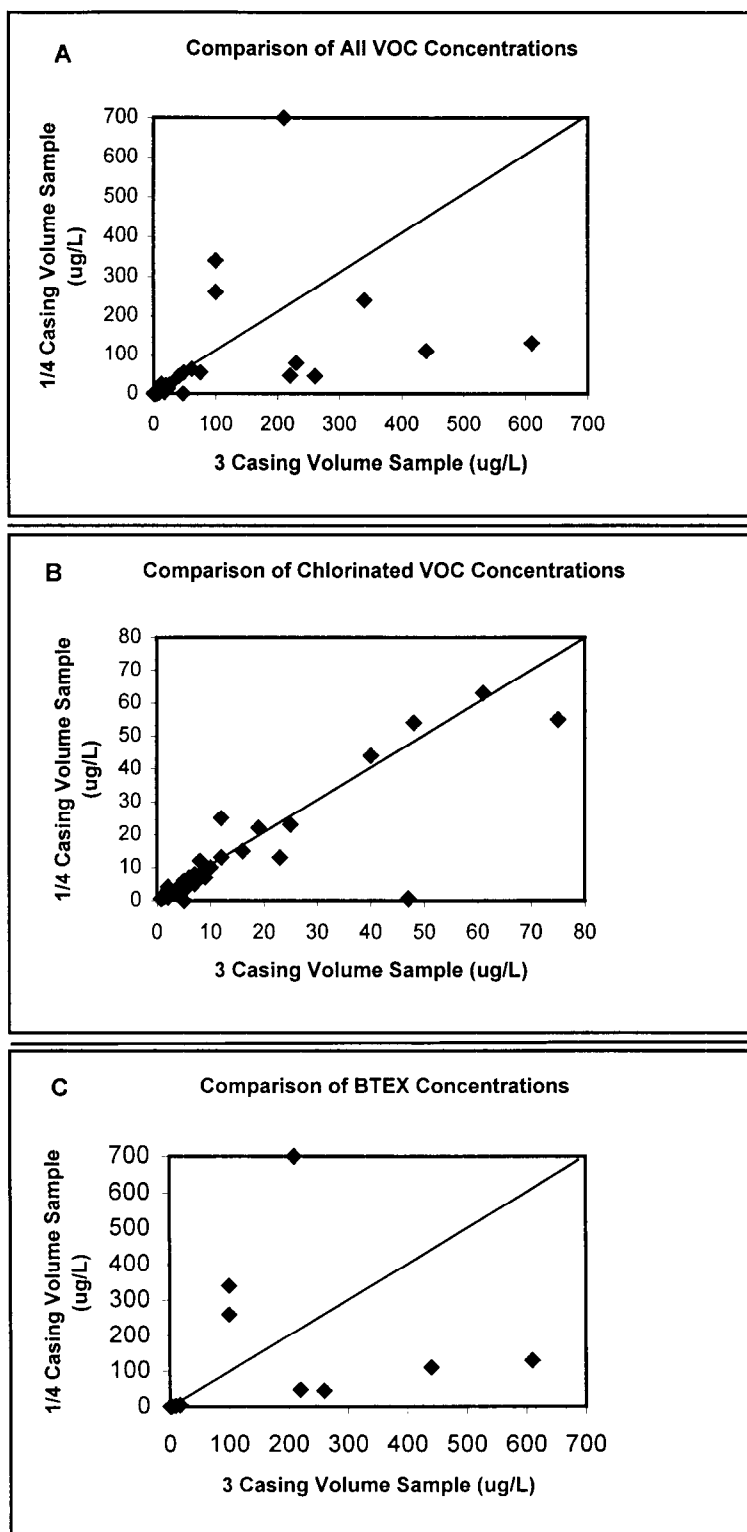 A Comparison of All VOC Concentrations
1/4 Casing Volume Sample
(ug/L)
700
600
500
400
300
200
100
0
0 100 200 300 400 500 600 700
3 Casing Volume Sample (ug/L)
B Comparison of Chlorinated VOC Concentrations
1/4 Casing Volume Sample
(ug/L)
80
70
60
50
40
30
20
10
0
0 10 20 30 40 50 60 70 80
3 Casing Volume Sample (ug/L)
C Comparison of BTEX Concentrations
1/4 Casing Volume Sample
(ug/L)
700
600
500
400
300
200
100
0
0 100 200 300 400 500 600 700
3 Casing Volume Sample (ug/L)